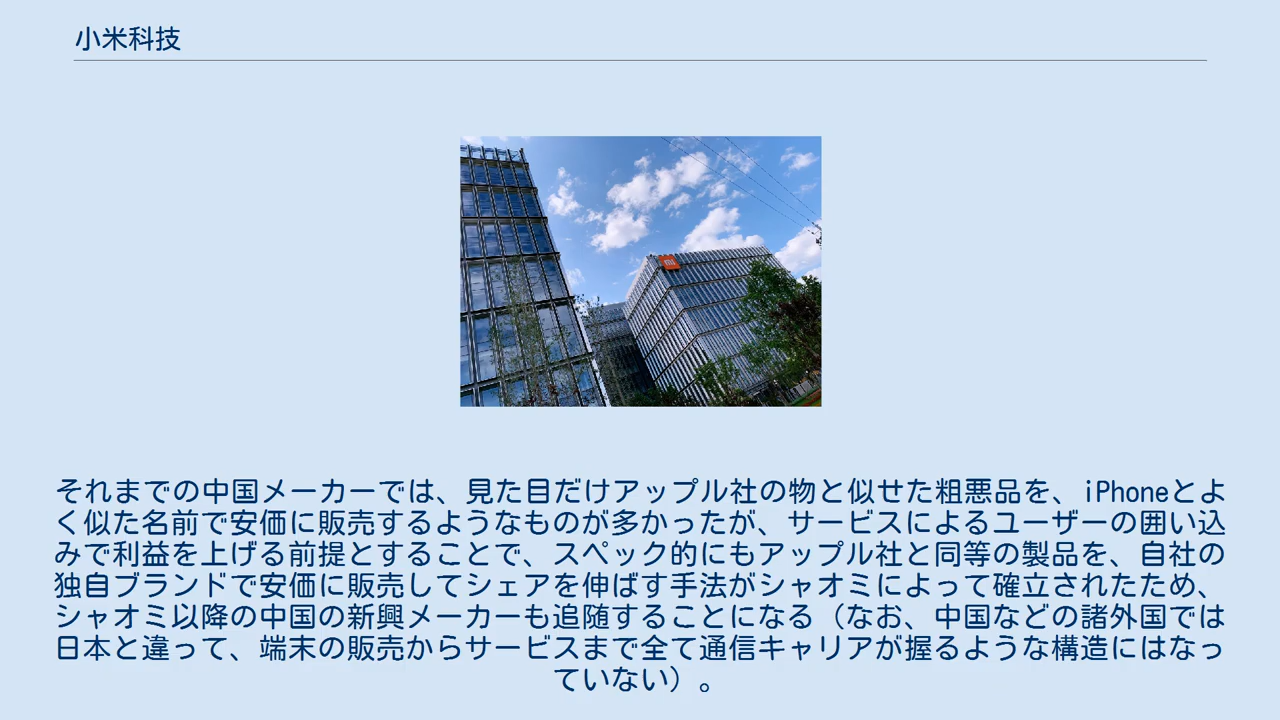 小米科技
mi
それまでの中国メーカーでは、見た目だけアップル社の物と似せた粗悪品を、iPhoneとよ
く似た名前で安価に販売するようなものが多かったが、サービスによるユーザーの囲い込
みで利益を上げる前提とすることで、スペック的にもアップル社と同等の製品を、自社の
独自ブランドで安価に販売してシェアを伸ばす手法がシャオミによって確立されたため、
シャオミ以降の中国の新興メーカーも追随することになる（なお、中国などの諸外国では
日本と違って、端末の販売からサービスまで全て通信キャリアが握るような構造にはなっ
ていない）。